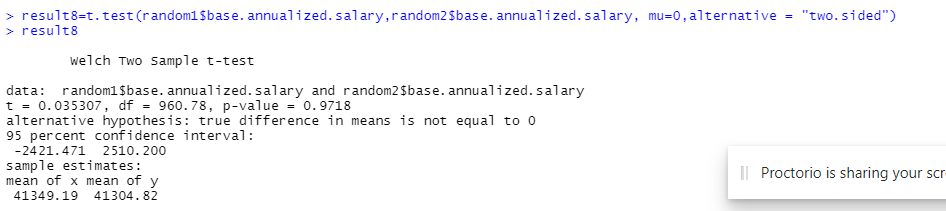 > result8=t.test(random1$base.annualized.salary,random2$base.annualized.salary, mu=0,alternative = "two.sided")
> result8
Welch Two Sample t-test
data:  random1$base.annualized.salary and random2$base.annualized.salary
t = 0.035307, df = 960.78, p-value = 0.9718
alternative hypothesis: true difference in means is not equal to 0
95 percent confidence interval:
 -2421.471  2510.200
sample estimates:
mean of x mean of y
 41349.19  41304.82
Proctorio is sharing your scr